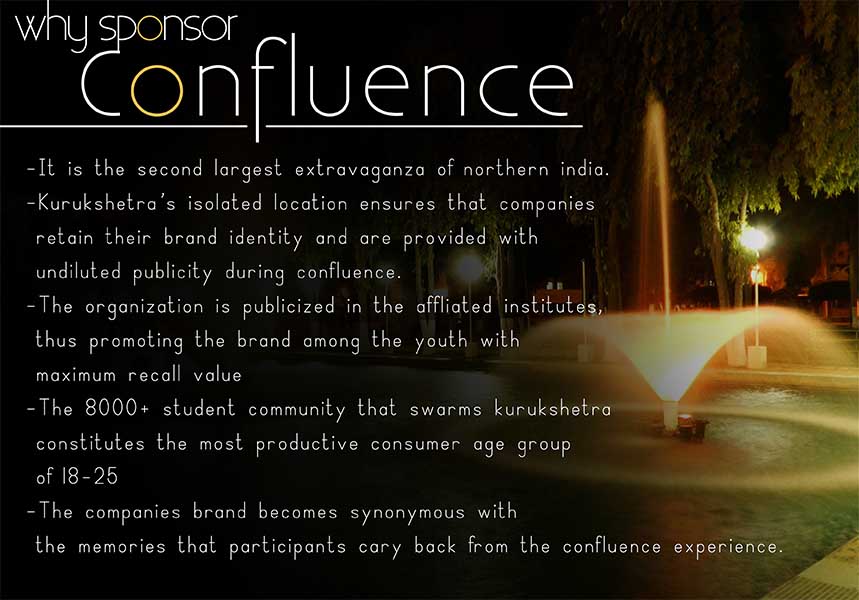 why sponsor
Confluence
-It is the second largest extravaganza of northern india.
-Kurukshetra's isolated location ensures that companies
retain their brand identity and are provided with
undiluted publicity during confluence.
-The organization is publicized in the affliated institutes,
thus promoting the brand among the youth with
maximum recall value
-The 8000+ student community that swarms kurukshetra
constitutes the most productive consumer age group
of 18-25
-The companies brand becomes synonymous with
the memories that participants cary back from the confluence experience.